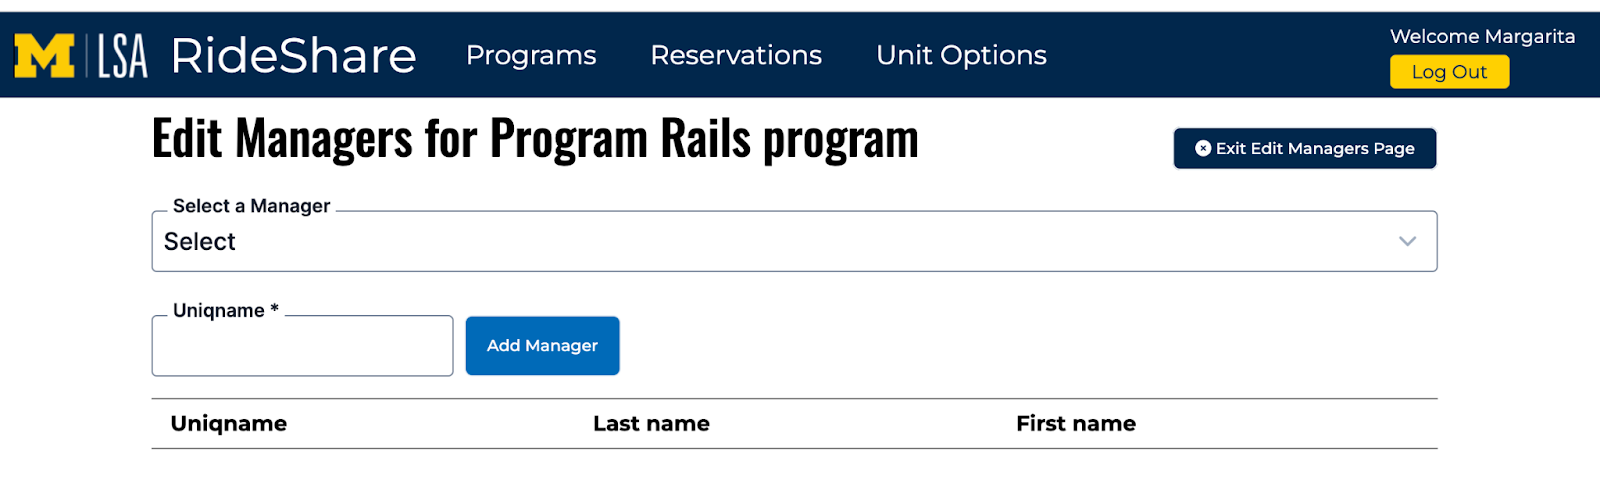 M LSA RideShare Programs Reservations Unit Options
Welcome Margarita
Log Out
Edit Managers for Program Rails program
Exit Edit Managers Page
Select a Manager
Select
Uniqname *
Add Manager
Uniqname Last name First name